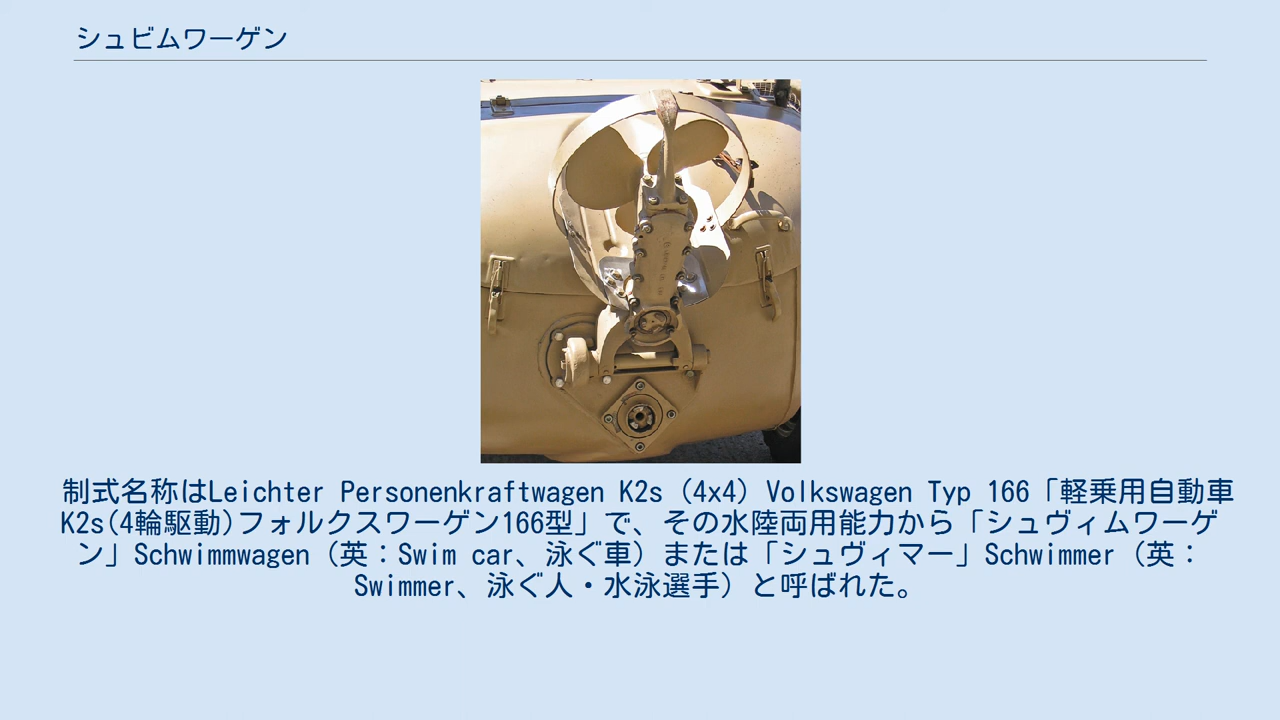 シュビムワーゲン
制式名称はLeichter Personenkraftwagen K2s (4x4) Volkswagen Typ 166「軽乗用自動車
K2s(4輪駆動)フォルクスワーゲン166型」で、その水陸両用能力から「シュヴィムワーゲ
ン」Schwimmwagen（英：Swim car、泳ぐ車）または「シュヴィマー」Schwimmer（英：
Swimmer、泳ぐ人・水泳選手）と呼ばれた。